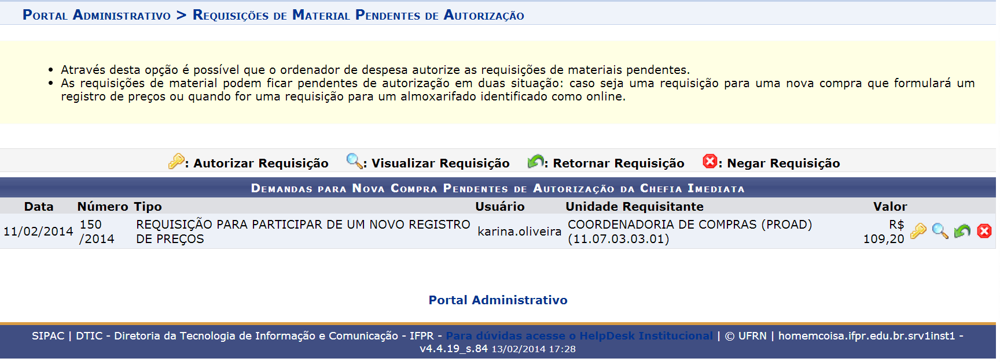 Portal Administrativo > Requisições de Material Pendentes de Autorização
• Através desta opção é possível que o ordenador de despesa autorize as requisições de materiais pendentes.
• As requisições de material podem ficar pendentes de autorização em duas situação: caso seja uma requisição para uma nova compra que formulará um
registro de preços ou quando for uma requisição para um almoxarifado identificado como online.
: Autorizar Requisição : Visualizar Requisição : Retornar Requisição : Negar Requisição
Demandas para Nova Compra Pendentes de Autorização da Chefia Imediata
Data Número Tipo Usuário Unidade Requisitante Valor
11/02/2014 150 /2014 REQUISIÇÃO PARA PARTICIPAR DE UM NOVO REGISTRO DE PREÇOS karina.oliveira COORDENADORIA DE COMPRAS (PROAD) (11.07.03.03.01) R$ 109,20
Portal Administrativo
SIPAC | DTIC - Diretoria da Tecnologia de Informação e Comunicação - IFPR - Para dúvidas acesse o HelpDesk Institucional | © UFRN | homemcoisa.ifpr.edu.br.srv1inst1 -
v4.4.19_s.84 13/02/2014 17:28